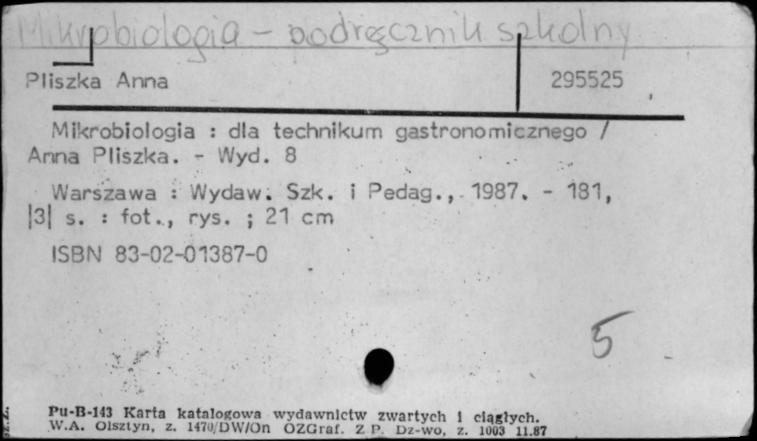 Mikrobiologia - podręcznik szkolny
Pliszka Anna 295525
Mikrobiologia : dla technikum gastronomicznego /
Anna Pliszka. - Wyd. 8
Warszawa : Wydaw. Szk. i Pedag., 1987. - 181,
|3| s. : fot., rys. ; 21 cm
ISBN 83-02-01387-0
5
Pu-B-143 Karta katalogowa wydawnictw zwartych i ciągłych.
W.A. Olsztyn, z. 1470/DW/On OZGraf. Z.P. Dz-wo, z. 1003 11.87